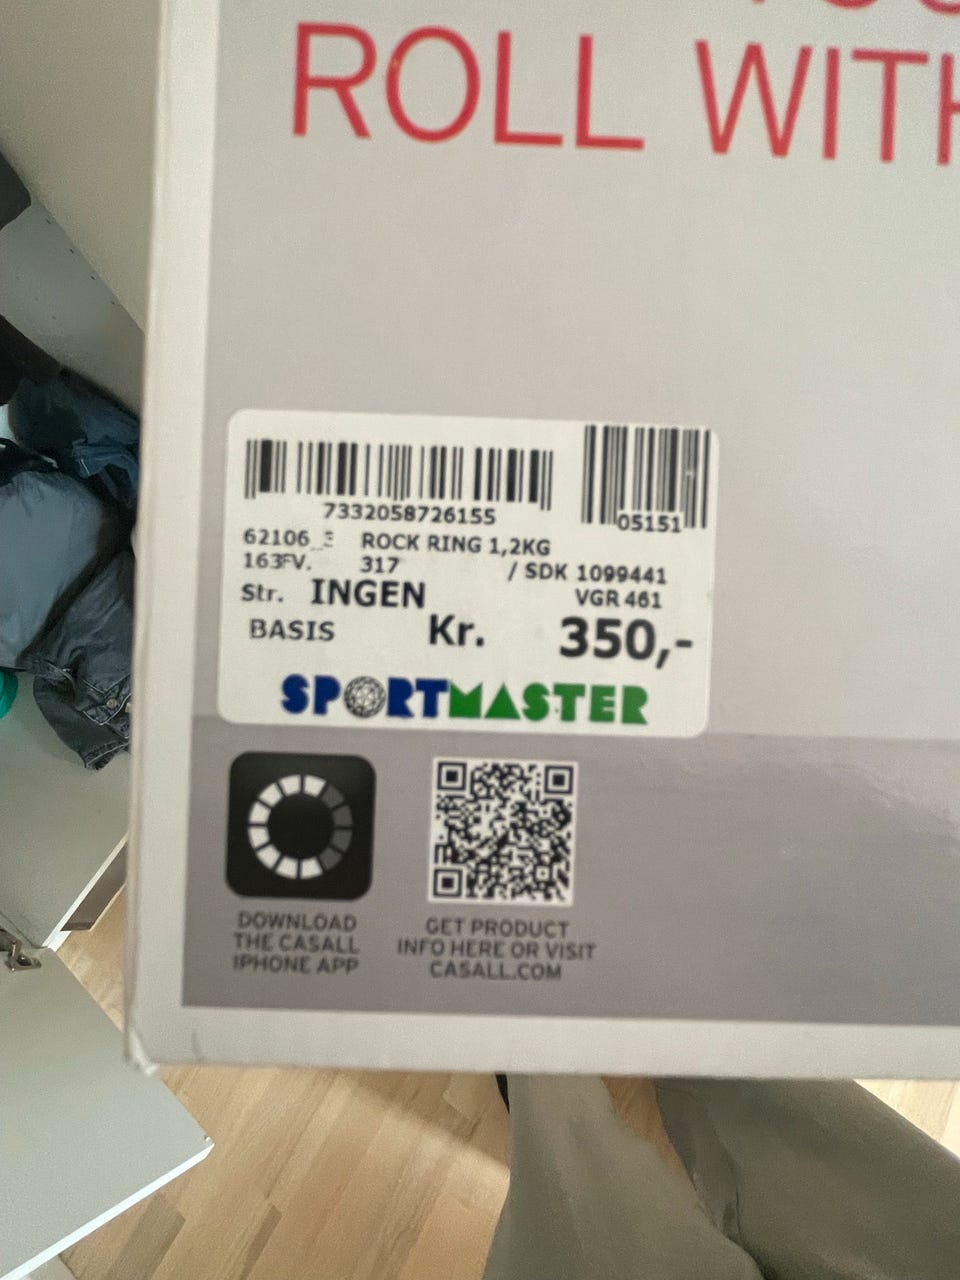 ROLL WITH
7332058726155
05151
62106_3 ROCK RING 1,2KG
163FV. 317 / SDK 1099441
Str. INGEN VGR 461
BASIS Kr. 350,-
SPORTMASTER
DOWNLOAD
THE CASALL
IPHONE APP
GET PRODUCT
INFO HERE OR VISIT
CASALL.COM